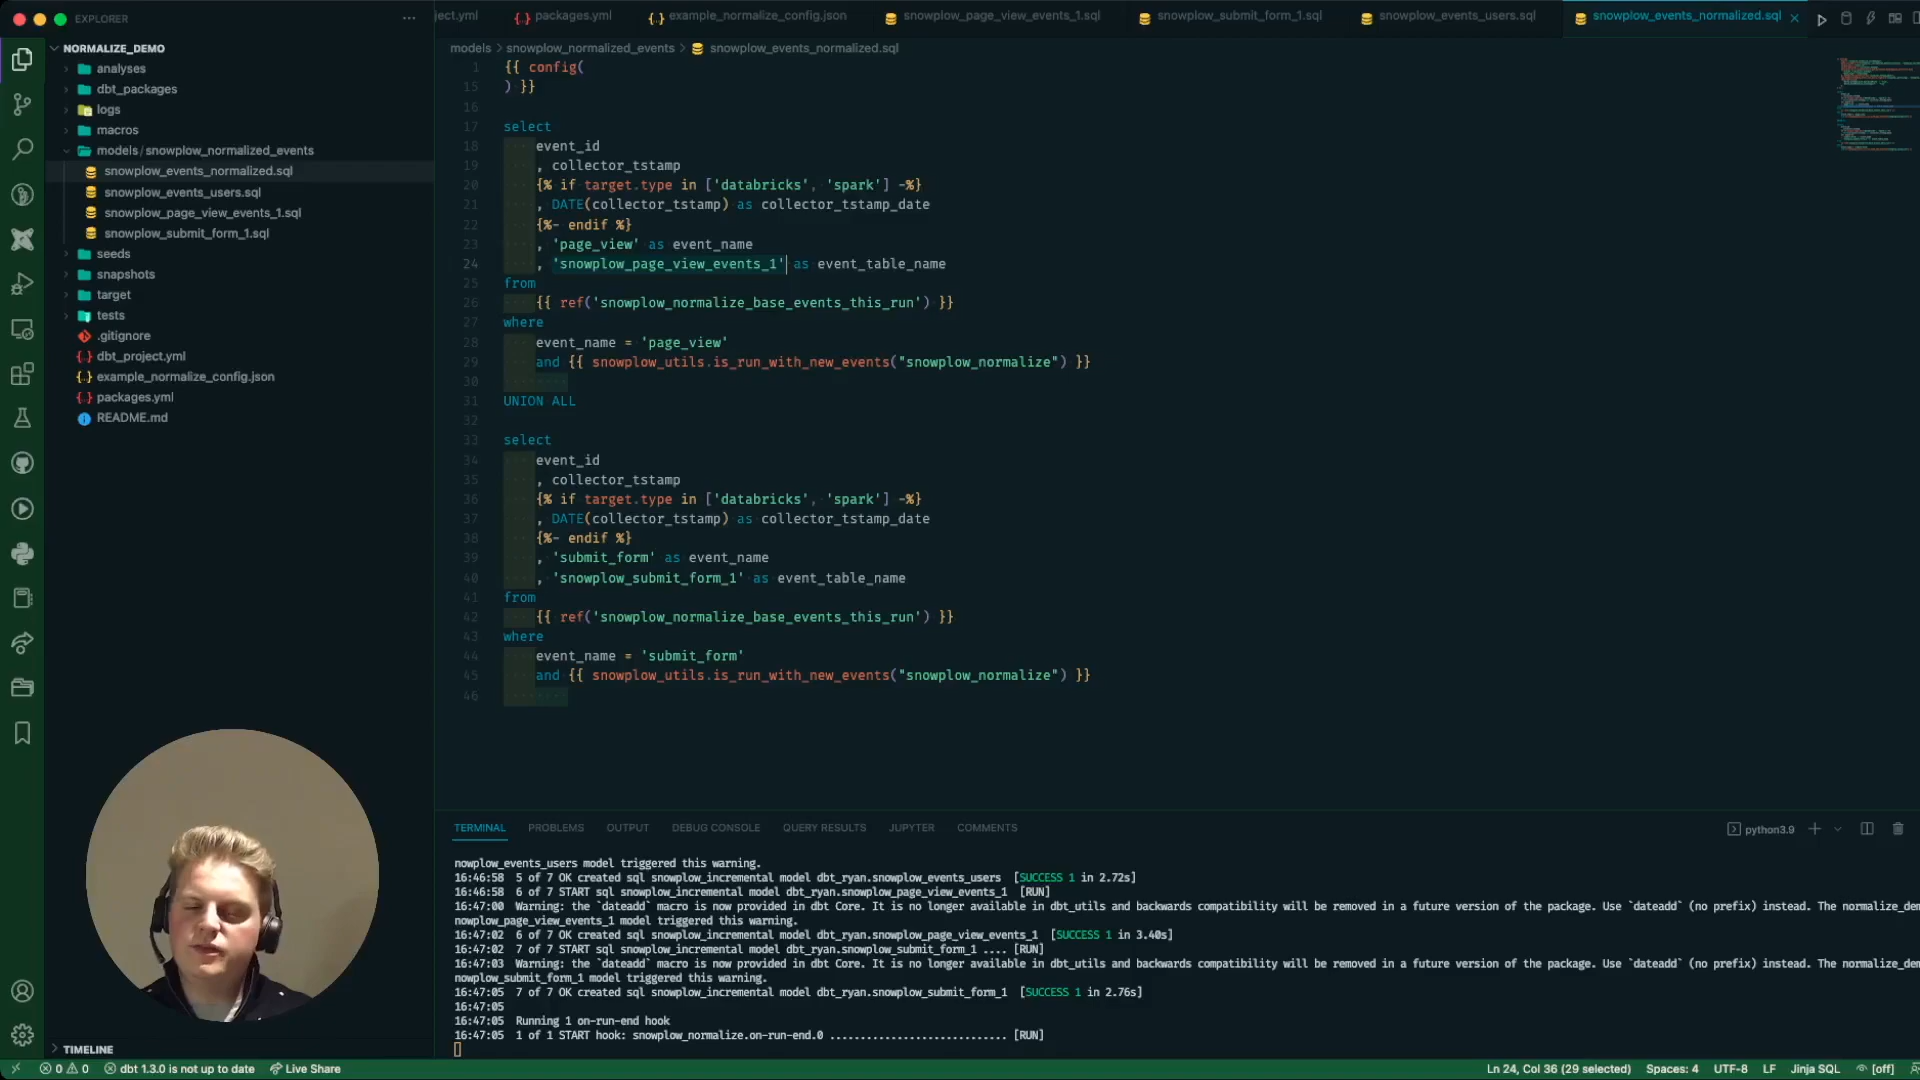 EXPLORER
NORMALIZE_DEMO
analyses
dbt_packages
logs
macros
models/snowplow_normalized_events
snowplow_events_normalized.sql
snowplow_events_users.sql
snowplow_page_view_events_1.sql
snowplow_submit_form_1.sql
seeds
snapshots
target
tests
.gitignore
dbt_project.yml
example_normalize_config.json
packages.yml
README.md
TIMELINE
ject.yml packages.yml example_normalize_config.json snowplow_page_view_events_1.sql snowplow_submit_form_1.sql snowplow_events_users.sql snowplow_events_normalized.sql
models > snowplow_normalized_events > snowplow_events_normalized.sql
1 {{ config(
15 ) }}
16
17 select
18 event_id
19 , collector_tstamp
20 {% if target.type in ['databricks', 'spark'] -%}
21 , DATE(collector_tstamp) as collector_tstamp_date
22 {%- endif %}
23 , 'page_view' as event_name
24 , 'snowplow_page_view_events_1' as event_table_name
25 from
26 {{ ref('snowplow_normalize_base_events_this_run') }}
27 where
28 event_name = 'page_view'
29 and {{ snowplow_utils.is_run_with_new_events("snowplow_normalize") }}
30
31 UNION ALL
32
33 select
34 event_id
35 , collector_tstamp
36 {% if target.type in ['databricks', 'spark'] -%}
37 , DATE(collector_tstamp) as collector_tstamp_date
38 {%- endif %}
39 , 'submit_form' as event_name
40 , 'snowplow_submit_form_1' as event_table_name
41 from
42 {{ ref('snowplow_normalize_base_events_this_run') }}
43 where
44 event_name = 'submit_form'
45 and {{ snowplow_utils.is_run_with_new_events("snowplow_normalize") }}
46
TERMINAL PROBLEMS OUTPUT DEBUG CONSOLE QUERY RESULTS JUPYTER COMMENTS python3.9
nowplow_events_users model triggered this warning.
16:46:58 5 of 7 OK created sql snowplow_incremental model dbt_ryan.snowplow_events_users [SUCCESS 1 in 2.72s]
16:46:58 6 of 7 START sql snowplow_incremental model dbt_ryan.snowplow_page_view_events_1 [RUN]
16:47:00 Warning: the `dateadd` macro is now provided in dbt Core. It is no longer available in dbt_utils and backwards compatibility will be removed in a future version of the package. Use `dateadd` (no prefix) instead. The normalize_dem
nowplow_page_view_events_1 model triggered this warning.
16:47:02 6 of 7 OK created sql snowplow_incremental model dbt_ryan.snowplow_page_view_events_1 [SUCCESS 1 in 3.40s]
16:47:02 7 of 7 START sql snowplow_incremental model dbt_ryan.snowplow_submit_form_1 .... [RUN]
16:47:03 Warning: the `dateadd` macro is now provided in dbt Core. It is no longer available in dbt_utils and backwards compatibility will be removed in a future version of the package. Use `dateadd` (no prefix) instead. The normalize_dem
nowplow_submit_form_1 model triggered this warning.
16:47:05 7 of 7 OK created sql snowplow_incremental model dbt_ryan.snowplow_submit_form_1 [SUCCESS 1 in 2.76s]
16:47:05
16:47:05 Running 1 on-run-end hook
16:47:05 1 of 1 START hook: snowplow_normalize.on-run-end.0 ........................... [RUN]
0 0 dbt 1.3.0 is not up to date Live Share Ln 24, Col 36 (29 selected) Spaces: 4 UTF-8 LF Jinja SQL [off]